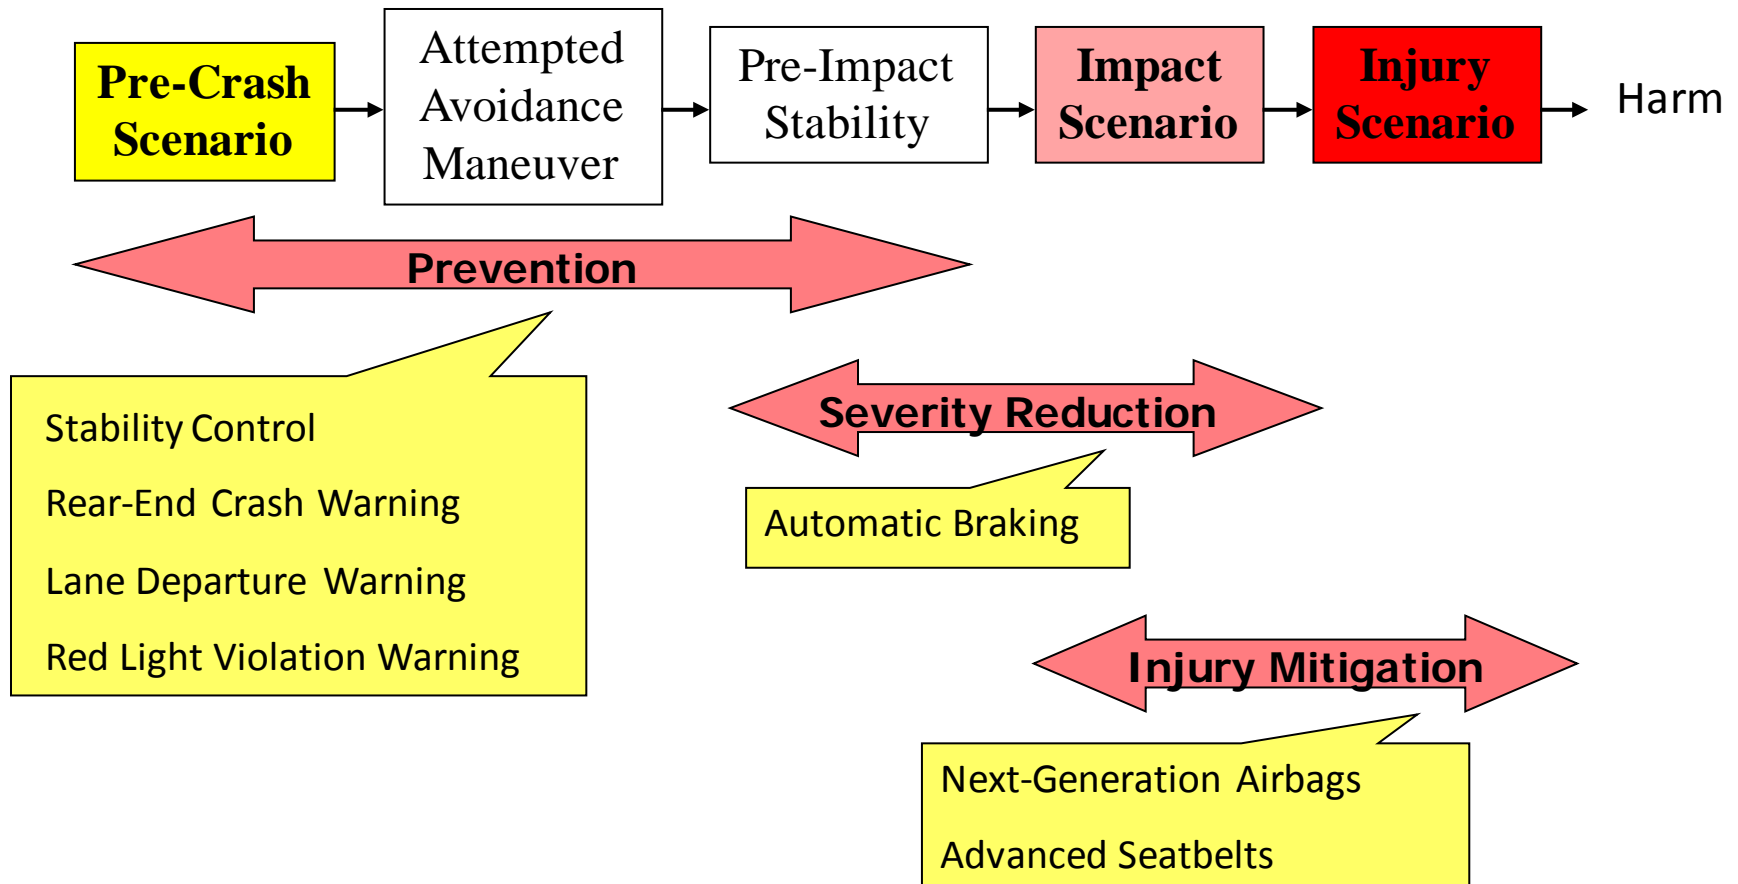 Pre-Crash
Scenario
Attempted
Avoidance
Maneuver
Pre-Impact
Stability
Impact
Scenario
Injury
Scenario
Harm
Prevention
Stability Control
Rear-End Crash Warning
Lane Departure Warning
Red Light Violation Warning
Severity Reduction
Automatic Braking
Injury Mitigation
Next-Generation Airbags
Advanced Seatbelts